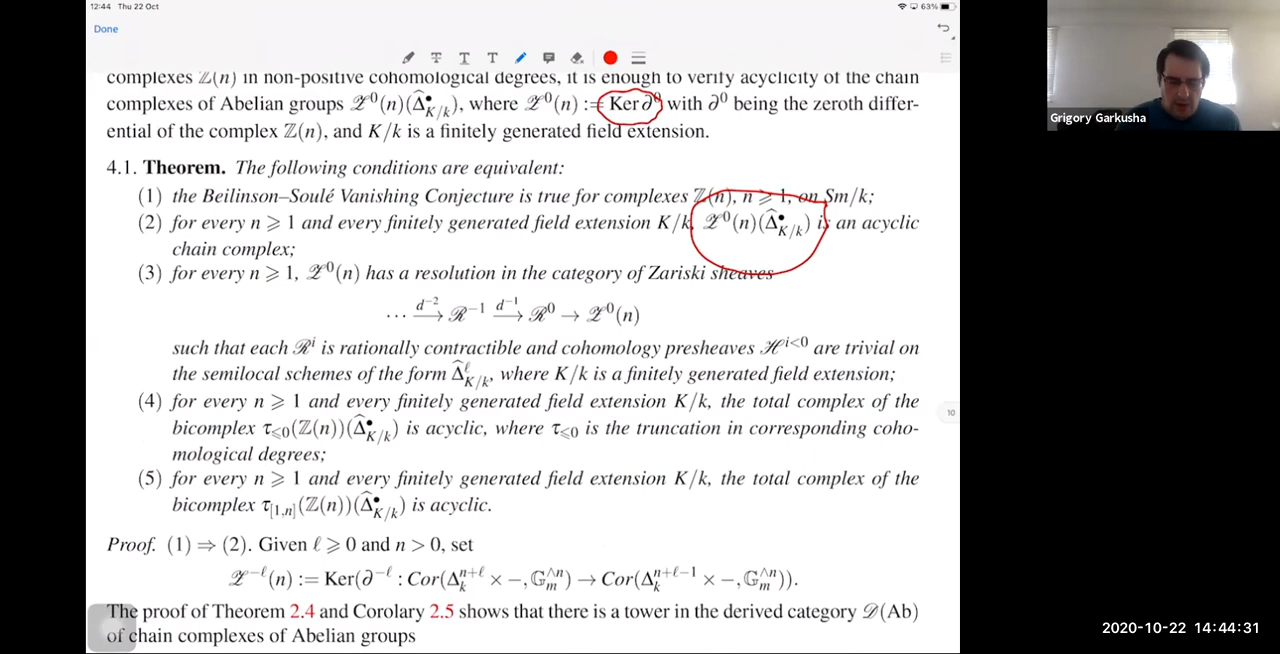 12:44 Thu 22 Oct
63%
Done
complexes ℤ(n) in non-positive cohomological degrees, it is enough to verify acyclicity of the chain
complexes of Abelian groups 𝒵⁰(n)(Δ̂•_{K/k}), where 𝒵⁰(n) := Ker ∂⁰ with ∂⁰ being the zeroth differ-
ential of the complex ℤ(n), and K/k is a finitely generated field extension.
4.1. Theorem. The following conditions are equivalent:
(1) the Beilinson–Soulé Vanishing Conjecture is true for complexes ℤ(n), n ⩾ 1, on Sm/k;
(2) for every n ⩾ 1 and every finitely generated field extension K/k, 𝒵⁰(n)(Δ̂•_{K/k}) is an acyclic
chain complex;
(3) for every n ⩾ 1, 𝒵⁰(n) has a resolution in the category of Zariski sheaves
⋯ —d⁻²→ ℛ⁻¹ —d⁻¹→ ℛ⁰ → 𝒵⁰(n)
such that each ℛⁱ is rationally contractible and cohomology presheaves ℋ^{i<0} are trivial on
the semilocal schemes of the form Δ̂^ℓ_{K/k}, where K/k is a finitely generated field extension;
(4) for every n ⩾ 1 and every finitely generated field extension K/k, the total complex of the
bicomplex τ_{⩽0}(ℤ(n))(Δ̂•_{K/k}) is acyclic, where τ_{⩽0} is the truncation in corresponding coho-
mological degrees;
(5) for every n ⩾ 1 and every finitely generated field extension K/k, the total complex of the
bicomplex τ_{[1,n]}(ℤ(n))(Δ̂•_{K/k}) is acyclic.
10
Proof. (1) ⇒ (2). Given ℓ ⩾ 0 and n > 0, set
𝒵^{-ℓ}(n) := Ker(∂^{-ℓ} : Cor(Δ_k^{n+ℓ} × −, 𝔾_m^{∧n}) → Cor(Δ_k^{n+ℓ−1} × −, 𝔾_m^{∧n})).
The proof of Theorem 2.4 and Corolary 2.5 shows that there is a tower in the derived category 𝒟(Ab)
of chain complexes of Abelian groups
Grigory Garkusha
2020-10-22 14:44:31